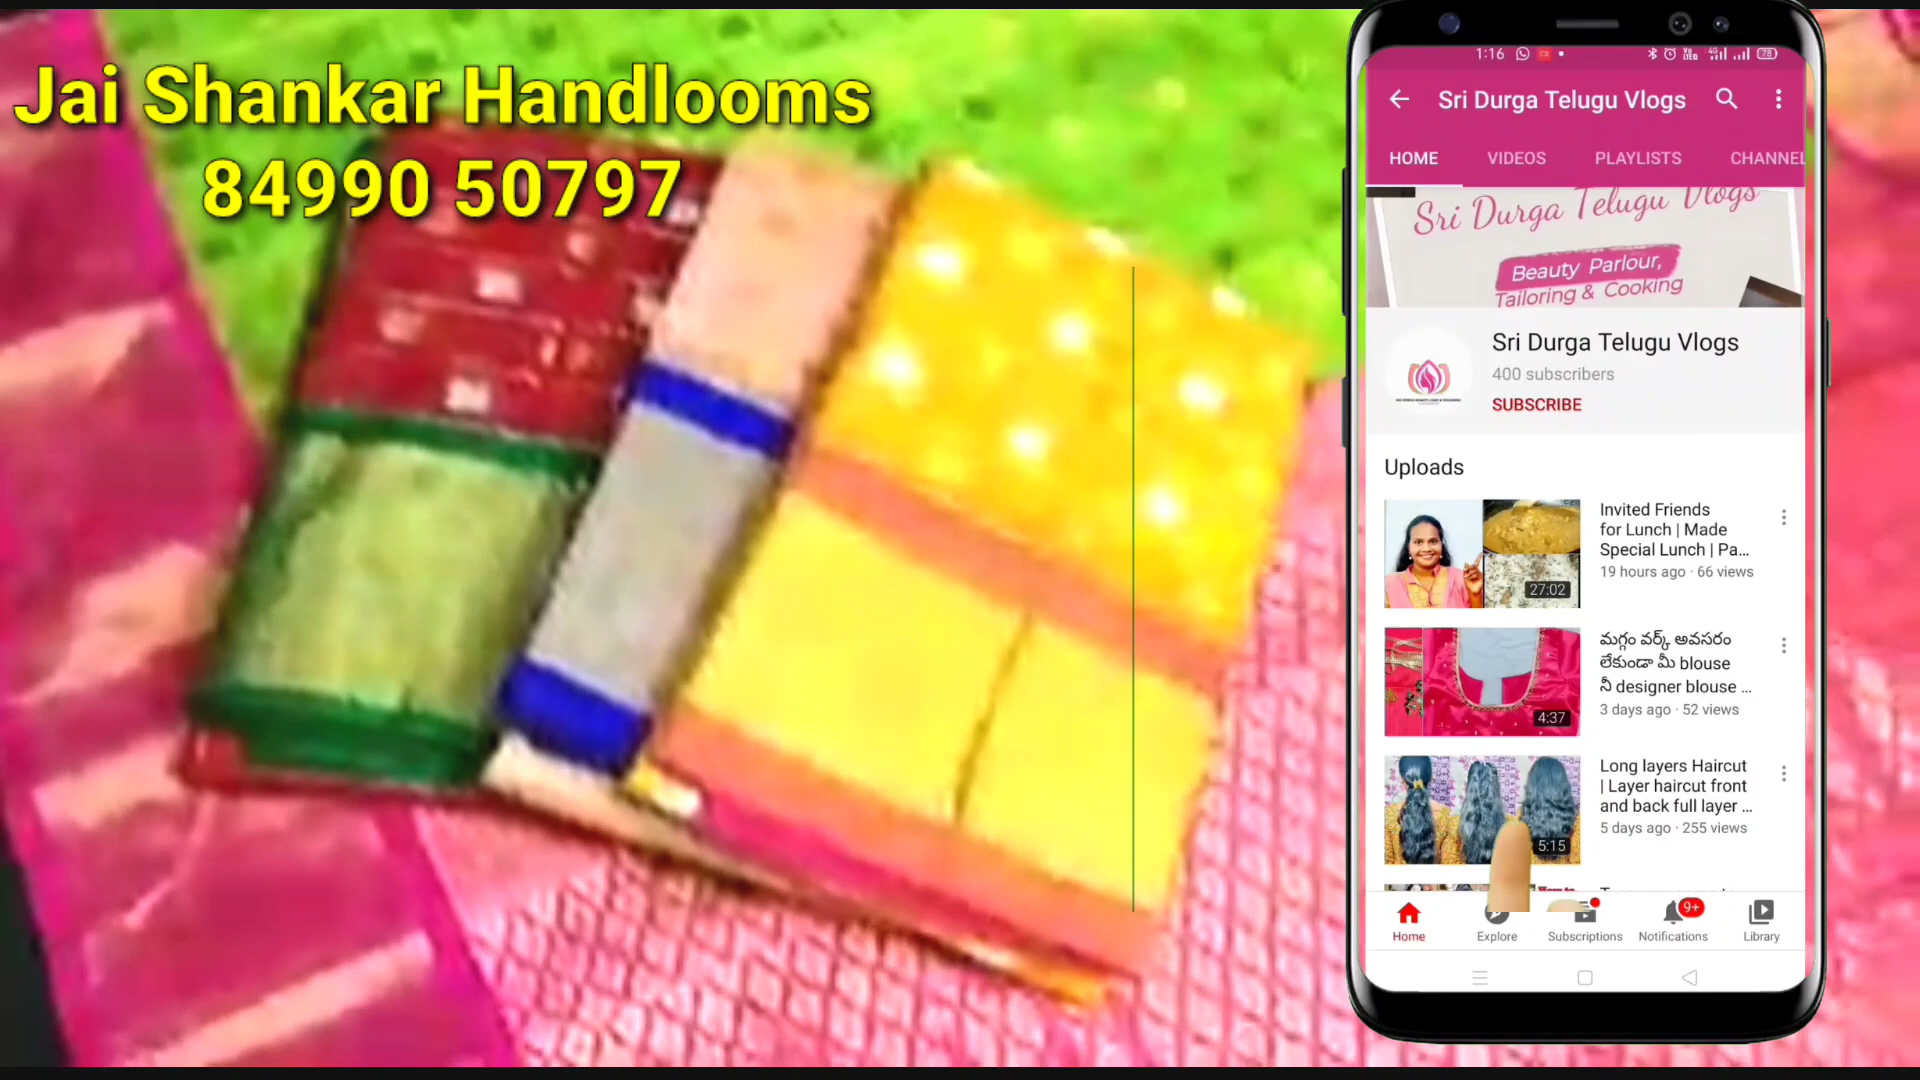 Jai Shankar Handlooms
84990 50797
1:16
78
Sri Durga Telugu Vlogs
HOME
VIDEOS
PLAYLISTS
CHANNEL
Sri Durga Telugu Vlogs
Beauty Parlour,
Tailoring & Cooking
Sri Durga Telugu Vlogs
400 subscribers
SUBSCRIBE
Uploads
Invited Friends
for Lunch | Made
Special Lunch | Pa...
19 hours ago · 66 views
27:02
మగ్గం వర్క్ అవసరం
లేకుండా మీ blouse
నీ designer blouse ...
3 days ago · 52 views
4:37
Long layers Haircut
| Layer haircut front
and back full layer ...
5 days ago · 255 views
5:15
9+
Home
Explore
Subscriptions
Notifications
Library